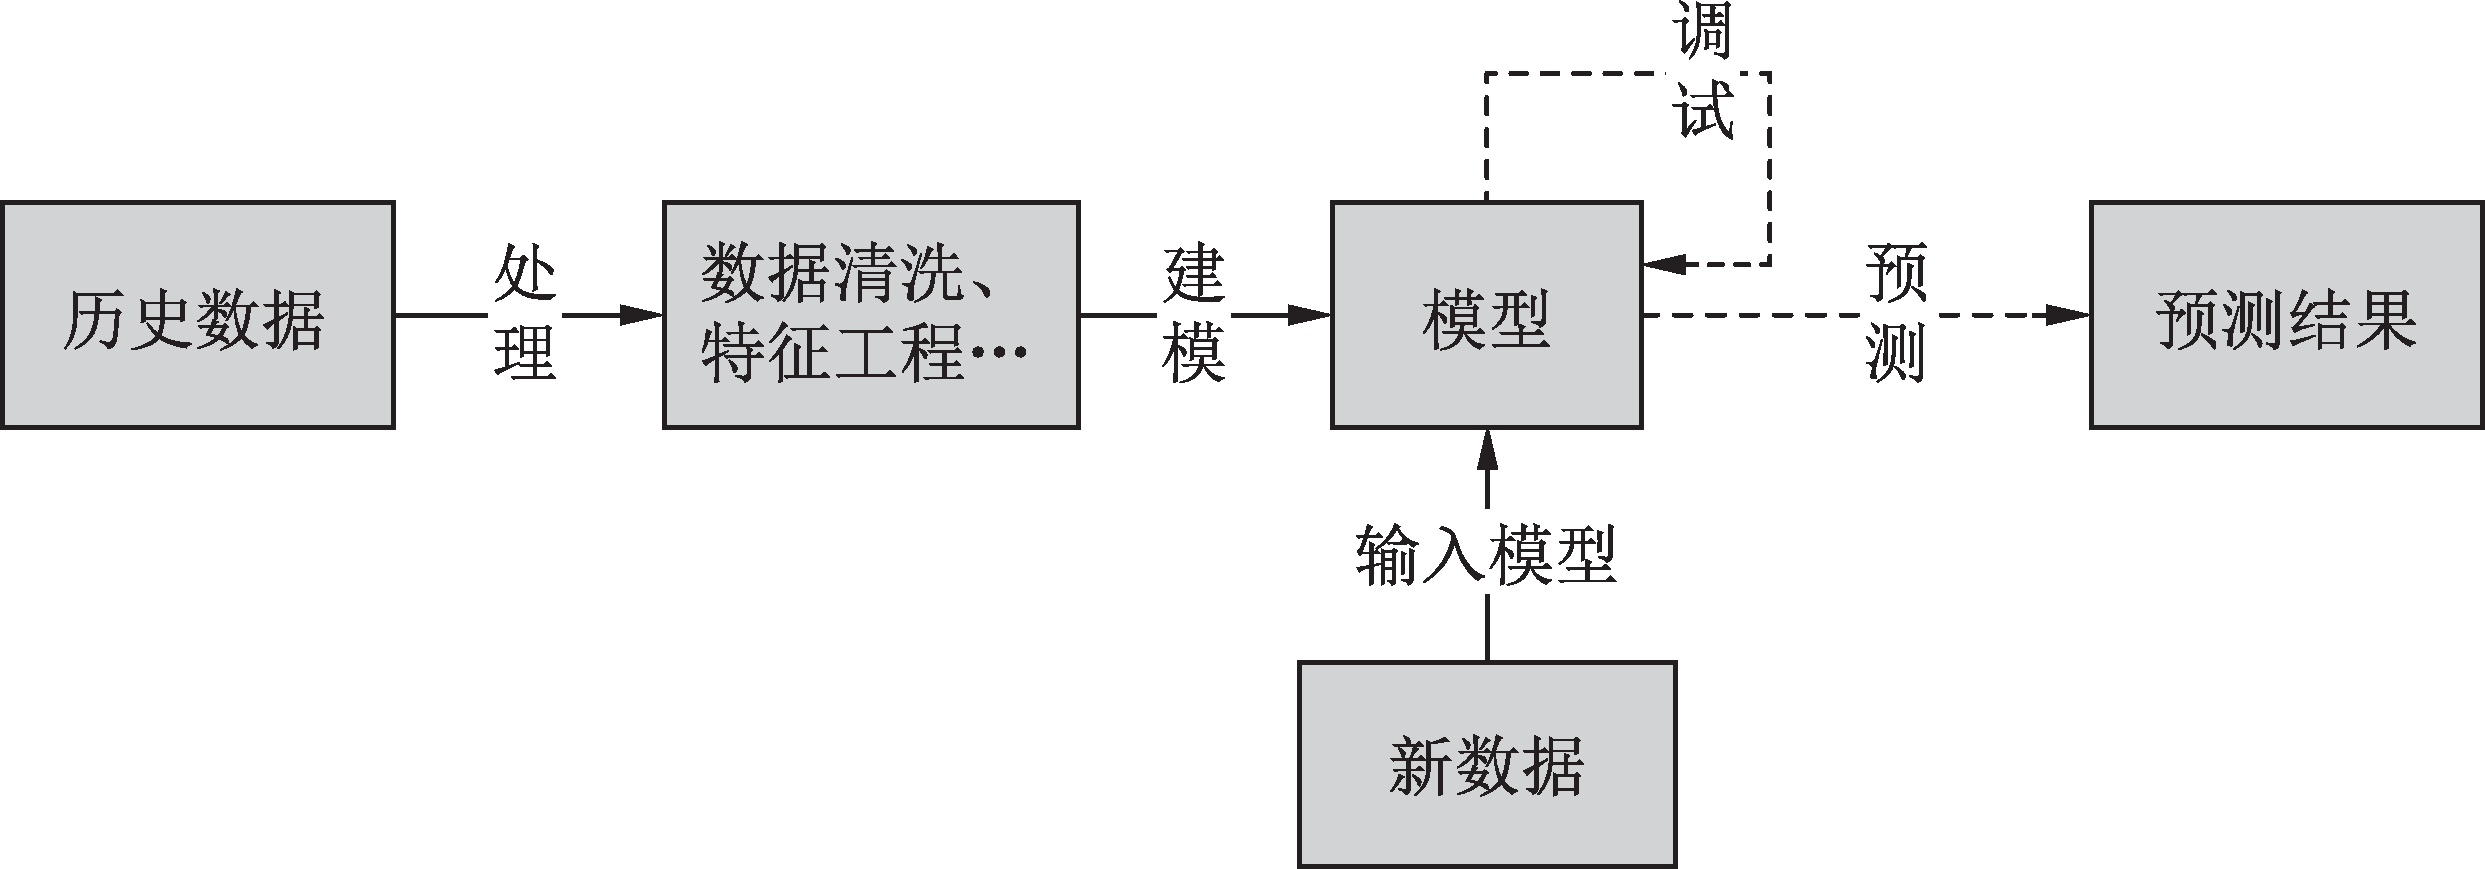 历史数据
处理
数据清洗、
特征工程…
建模
模型
调试
预测
预测结果
输入模型
新数据